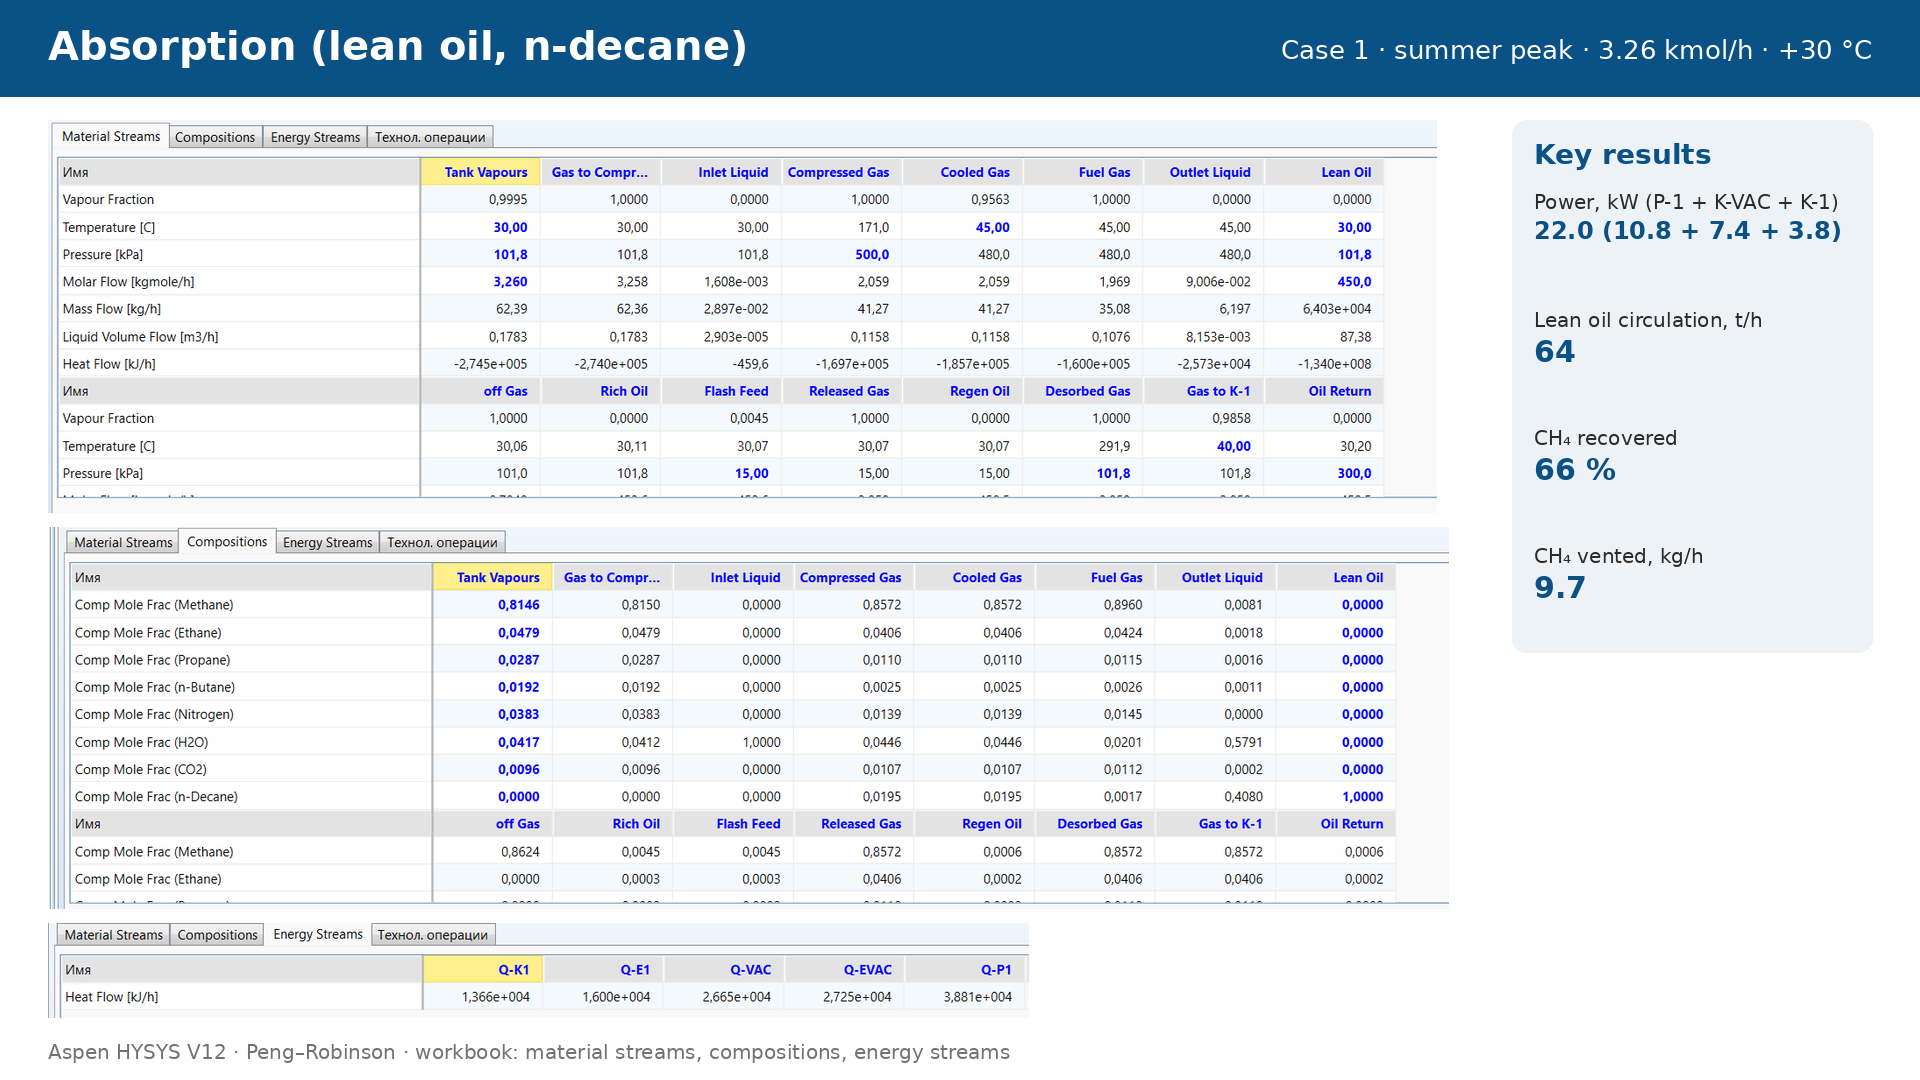 Absorption (lean oil, n-decane)
Case 1 · summer peak · 3.26 kmol/h · +30 °C
Material Streams Compositions Energy Streams Технол. операции
Имя Tank Vapours Gas to Compr... Inlet Liquid Compressed Gas Cooled Gas Fuel Gas Outlet Liquid Lean Oil
Vapour Fraction 0,9995 1,0000 0,0000 1,0000 0,9563 1,0000 0,0000 0,0000
Temperature [C] 30,00 30,00 30,00 171,0 45,00 45,00 45,00 30,00
Pressure [kPa] 101,8 101,8 101,8 500,0 480,0 480,0 480,0 101,8
Molar Flow [kgmole/h] 3,260 3,258 1,608e-003 2,059 2,059 1,969 9,006e-002 450,0
Mass Flow [kg/h] 62,39 62,36 2,897e-002 41,27 41,27 35,08 6,197 6,403e+004
Liquid Volume Flow [m3/h] 0,1783 0,1783 2,903e-005 0,1158 0,1158 0,1076 8,153e-003 87,38
Heat Flow [kJ/h] -2,745e+005 -2,740e+005 -459,6 -1,697e+005 -1,857e+005 -1,600e+005 -2,573e+004 -1,340e+008
Имя off Gas Rich Oil Flash Feed Released Gas Regen Oil Desorbed Gas Gas to K-1 Oil Return
Vapour Fraction 1,0000 0,0000 0,0045 1,0000 0,0000 1,0000 0,9858 0,0000
Temperature [C] 30,06 30,11 30,07 30,07 30,07 291,9 40,00 30,20
Pressure [kPa] 101,0 101,8 15,00 15,00 15,00 101,8 101,8 300,0
Material Streams Compositions Energy Streams Технол. операции
Имя Tank Vapours Gas to Compr... Inlet Liquid Compressed Gas Cooled Gas Fuel Gas Outlet Liquid Lean Oil
Comp Mole Frac (Methane) 0,8146 0,8150 0,0000 0,8572 0,8572 0,8960 0,0081 0,0000
Comp Mole Frac (Ethane) 0,0479 0,0479 0,0000 0,0406 0,0406 0,0424 0,0018 0,0000
Comp Mole Frac (Propane) 0,0287 0,0287 0,0000 0,0110 0,0110 0,0115 0,0016 0,0000
Comp Mole Frac (n-Butane) 0,0192 0,0192 0,0000 0,0025 0,0025 0,0026 0,0011 0,0000
Comp Mole Frac (Nitrogen) 0,0383 0,0383 0,0000 0,0139 0,0139 0,0145 0,0000 0,0000
Comp Mole Frac (H2O) 0,0417 0,0412 1,0000 0,0446 0,0446 0,0201 0,5791 0,0000
Comp Mole Frac (CO2) 0,0096 0,0096 0,0000 0,0107 0,0107 0,0112 0,0002 0,0000
Comp Mole Frac (n-Decane) 0,0000 0,0000 0,0000 0,0195 0,0195 0,0017 0,4080 1,0000
Имя off Gas Rich Oil Flash Feed Released Gas Regen Oil Desorbed Gas Gas to K-1 Oil Return
Comp Mole Frac (Methane) 0,8624 0,0045 0,0045 0,8572 0,0006 0,8572 0,8572 0,0006
Comp Mole Frac (Ethane) 0,0000 0,0003 0,0003 0,0406 0,0002 0,0406 0,0406 0,0002
Material Streams Compositions Energy Streams Технол. операции
Имя Q-K1 Q-E1 Q-VAC Q-EVAC Q-P1
Heat Flow [kJ/h] 1,366e+004 1,600e+004 2,665e+004 2,725e+004 3,881e+004
Key results
Power, kW (P-1 + K-VAC + K-1)
22.0 (10.8 + 7.4 + 3.8)
Lean oil circulation, t/h
64
CH₄ recovered
66 %
CH₄ vented, kg/h
9.7
Aspen HYSYS V12 · Peng–Robinson · workbook: material streams, compositions, energy streams